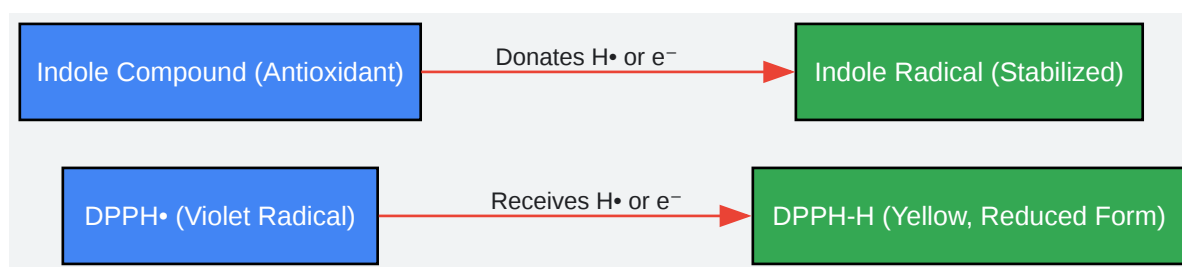 Indole Compound (Antioxidant)
Donates H• or e⁻
Indole Radical (Stabilized)
DPPH• (Violet Radical)
Receives H• or e⁻
DPPH-H (Yellow, Reduced Form)